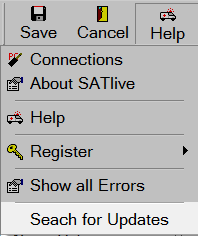 Save Cancel Help
Connections
About SATlive
Help
Register
Show all Errors
Seach for Updates